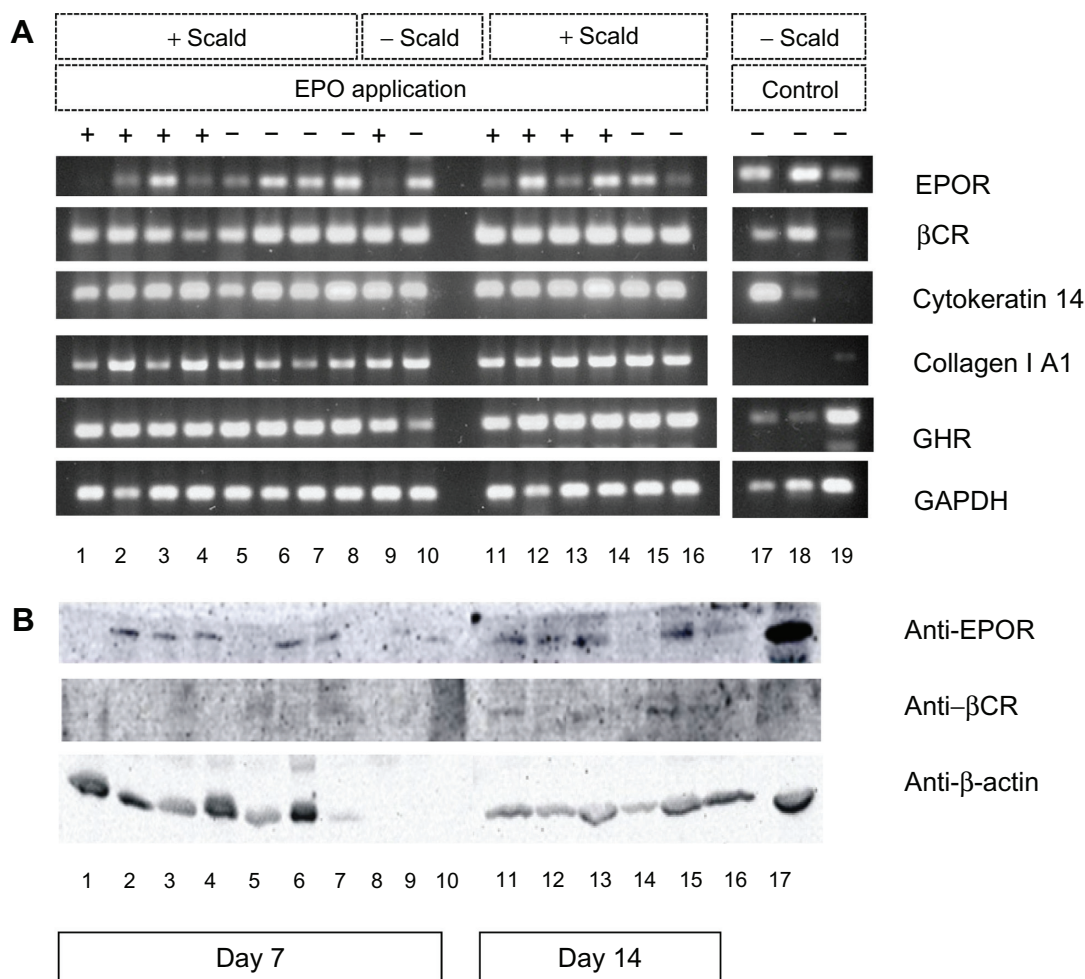 A
+ Scald – Scald + Scald – Scald
EPO application Control
+ + + + – – – – + – + + + + – – – – –
EPOR
βCR
Cytokeratin 14
Collagen I A1
GHR
GAPDH
1 2 3 4 5 6 7 8 9 10 11 12 13 14 15 16 17 18 19
B
Anti-EPOR
Anti–βCR
Anti-β-actin
1 2 3 4 5 6 7 8 9 10 11 12 13 14 15 16 17
Day 7 Day 14